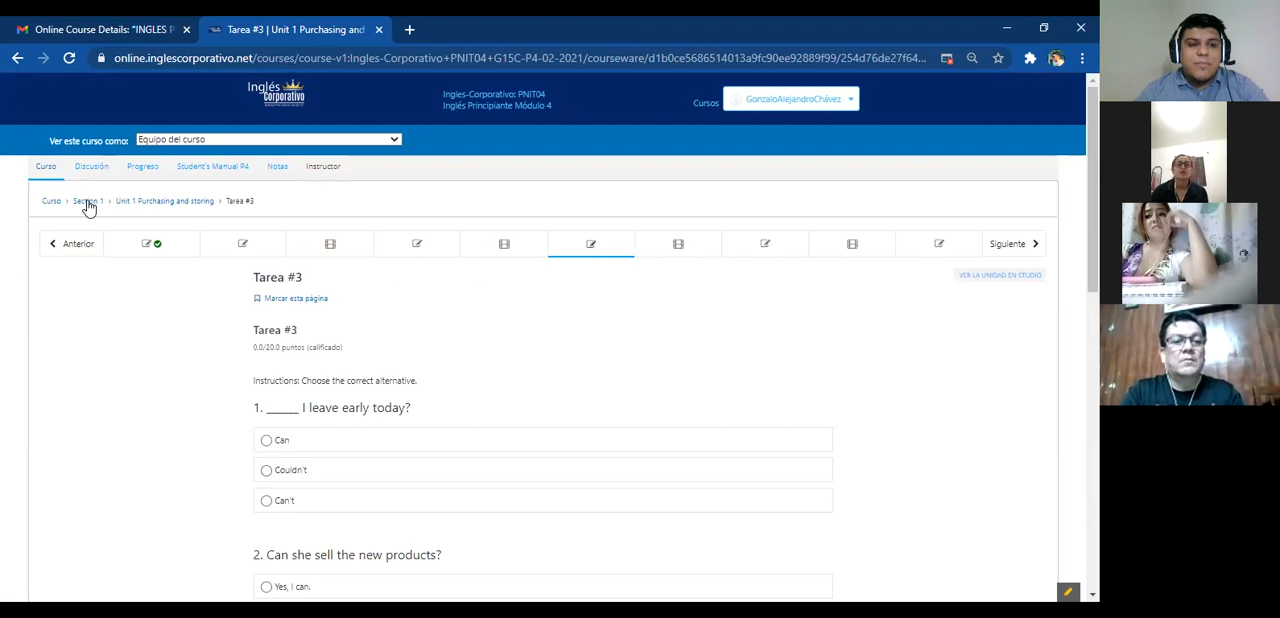 Online Course Details: "INGLES P
Tarea #3 | Unit 1 Purchasing and
online.inglescorporativo.net/courses/course-v1:Ingles-Corporativo+PNIT04+G15C-P4-02-2021/courseware/d1b0ce5686514013a9fc90ee92889f99/254d76de27f64...
Inglés
Corporativo
Ingles-Corporativo: PNIT04
Inglés Principiante Módulo 4
Cursos
GonzaloAlejandroChávez
Ver este curso como:
Equipo del curso
Curso
Discusión
Progreso
Student's Manual P4
Notas
Instructor
Curso > Section 1 > Unit 1 Purchasing and storing > Tarea #3
Anterior
Siguiente
Tarea #3
VER LA UNIDAD EN STUDIO
Marcar esta página
Tarea #3
0.0/20.0 puntos (calificado)
Instructions: Choose the correct alternative.
1. ______ I leave early today?
Can
Couldn't
Can't
2. Can she sell the new products?
Yes, I can.